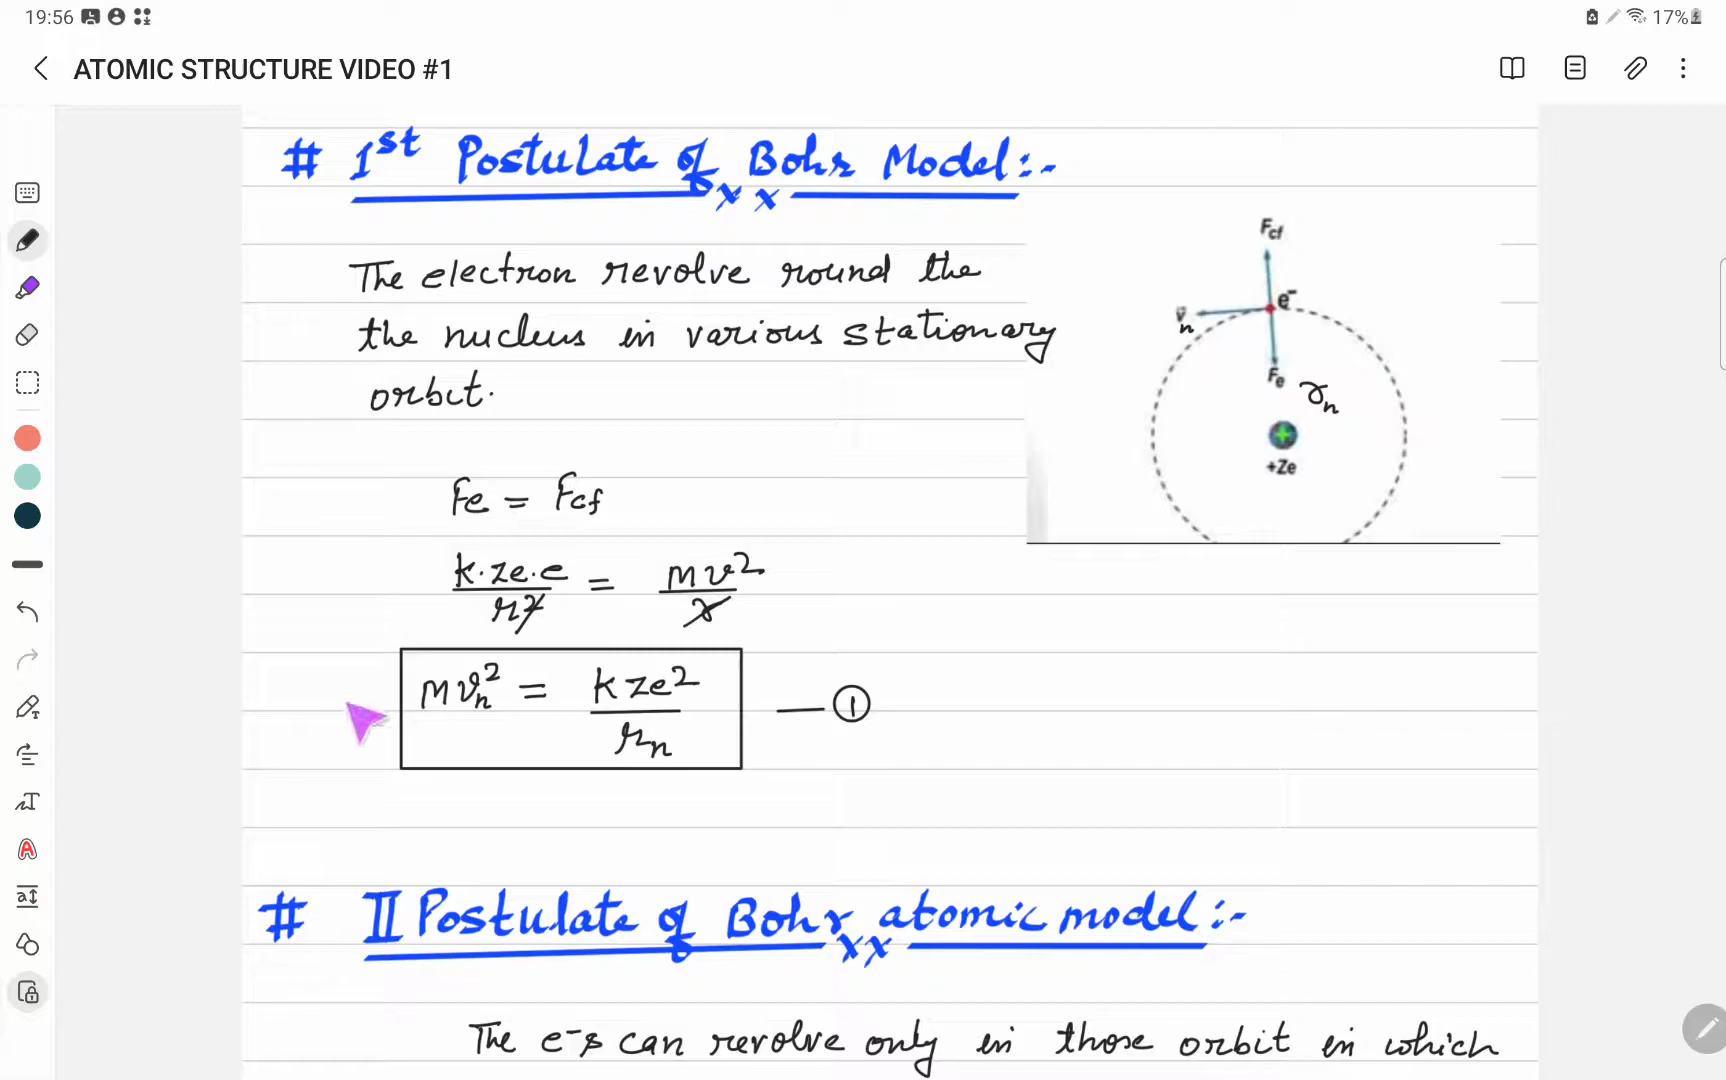 19:56
17%
ATOMIC STRUCTURE VIDEO #1
# 1st Postulate of Bohr Model:-
xx
The electron revolve round the
the nucleus in various stationary
orbit.
Fcf
e-
vn
Fe
rn
+Ze
Fe = Fcf
k.ze.e / r² = mv² / r
mvn² = kze² / rn — ①
# II Postulate of Bohr atomic model:-
xx
The e-s can revolve only in those orbit in which